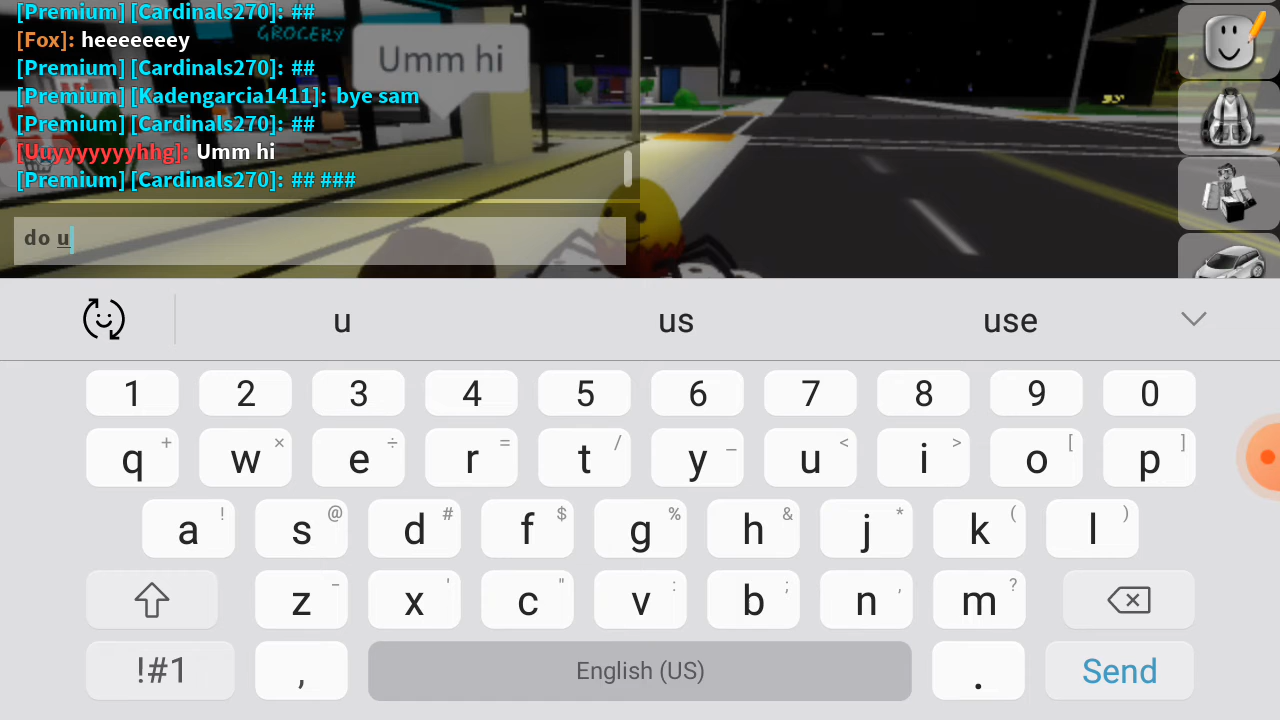 [Premium] [Cardinals270]: ##
GROCERY
[Fox]: heeeeeeey
[Premium] [Cardinals270]: ##
[Premium] [Kadengarcia1411]: bye sam
[Premium] [Cardinals270]: ##
[Uuyyyyyyyhhg]: Umm hi
[Premium] [Cardinals270]: ## ###
Umm hi
do u
u us use
1 2 3 4 5 6 7 8 9 0
q + w × e ÷ r = t / y _ u < i > o [ p ]
a ! s @ d # f $ g % h & j * k ( l )
z - x ' c " v : b ; n , m ?
!#1 , English (US) . Send